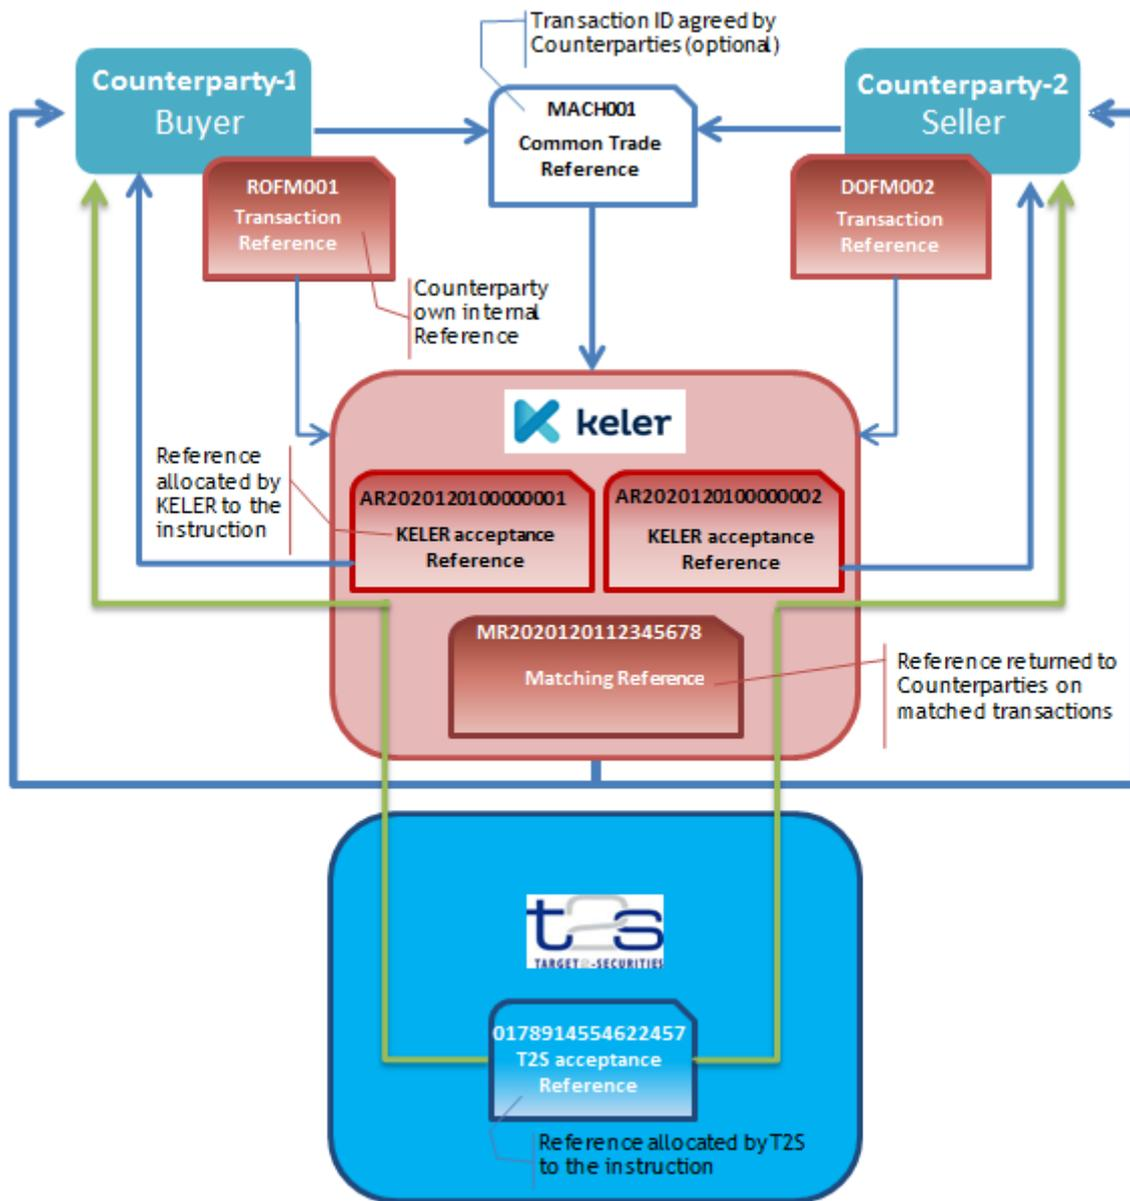 Transaction ID agreed by
Counterparties (optional)
Counterparty-1
Buyer
MACH001
Common Trade
Reference
Counterparty-2
Seller
ROFM001
Transaction
Reference
DOFM002
Transaction
Reference
Counterparty
own internal
Reference
keler
Reference
allocated by
KELER to the
instruction
AR2020120100000001
KELER acceptance
Reference
AR2020120100000002
KELER acceptance
Reference
MR2020120112345678
Matching Reference
Reference returned to
Counterparties on
matched transactions
t2s
TARGET2-SECURITIES
0178914554622457
T2S acceptance
Reference
Reference allocated by T2S
to the instruction